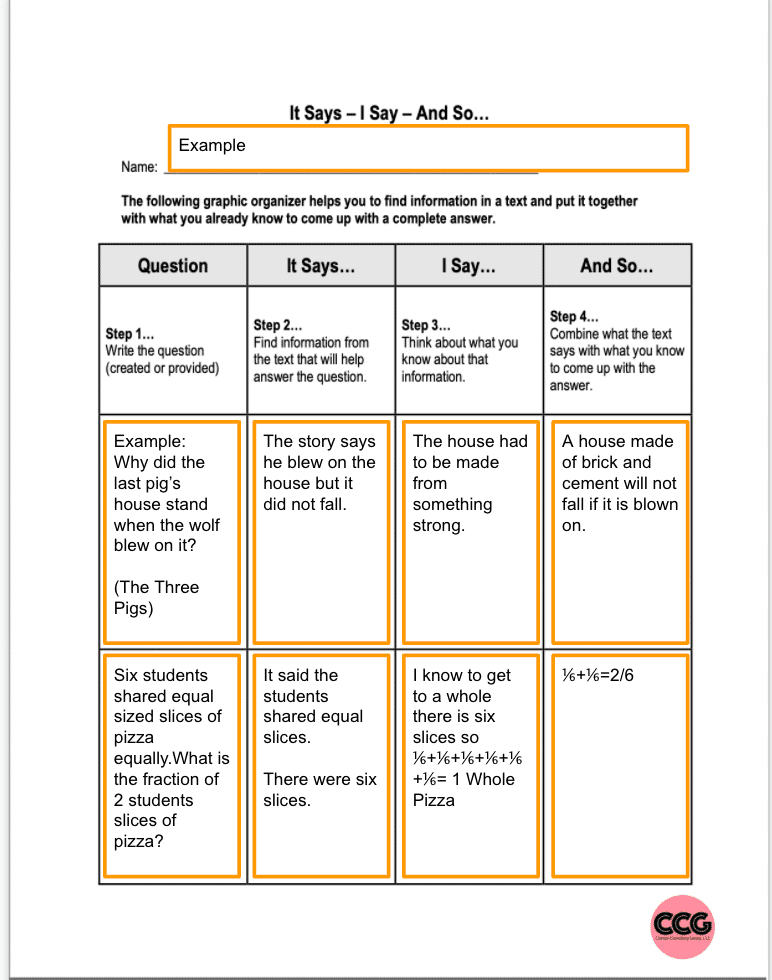 It Says – I Say – And So…
Example
Name:
The following graphic organizer helps you to find information in a text and put it together
with what you already know to come up with a complete answer.
Question
It Says…
I Say…
And So…
Step 1…
Write the question
(created or provided)
Step 2…
Find information from
the text that will help
answer the question.
Step 3…
Think about what you
know about that
information.
Step 4…
Combine what the text
says with what you know
to come up with the
answer.
Example:
Why did the
last pig’s
house stand
when the wolf
blew on it?
(The Three
Pigs)
The story says
he blew on the
house but it
did not fall.
The house had
to be made
from
something
strong.
A house made
of brick and
cement will not
fall if it is blown
on.
Six students
shared equal
sized slices of
pizza
equally.What is
the fraction of
2 students
slices of
pizza?
It said the
students
shared equal
slices.
There were six
slices.
I know to get
to a whole
there is six
slices so
⅙+⅙+⅙+⅙+⅙
+⅙= 1 Whole
Pizza
⅙+⅙=2/6
CCG